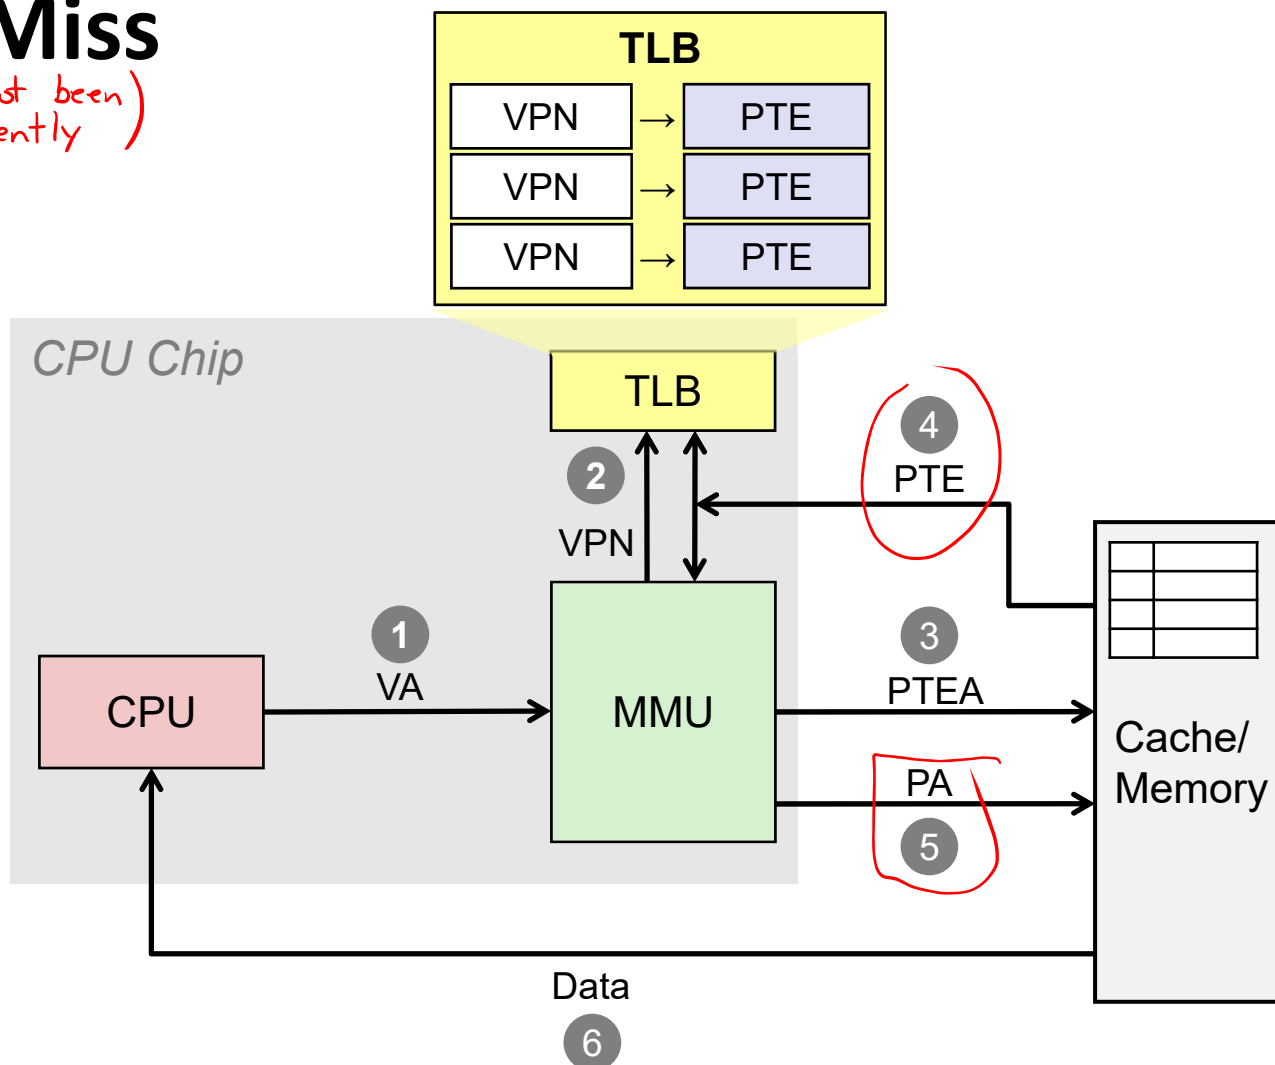 Miss
been)
TLB
VPN → PTE
VPN → PTE
VPN → PTE
CPU Chip
TLB
4
PTE
2
VPN
1
VA
3
PTEA
CPU
MMU
Cache/
Memory
PA
5
Data
6